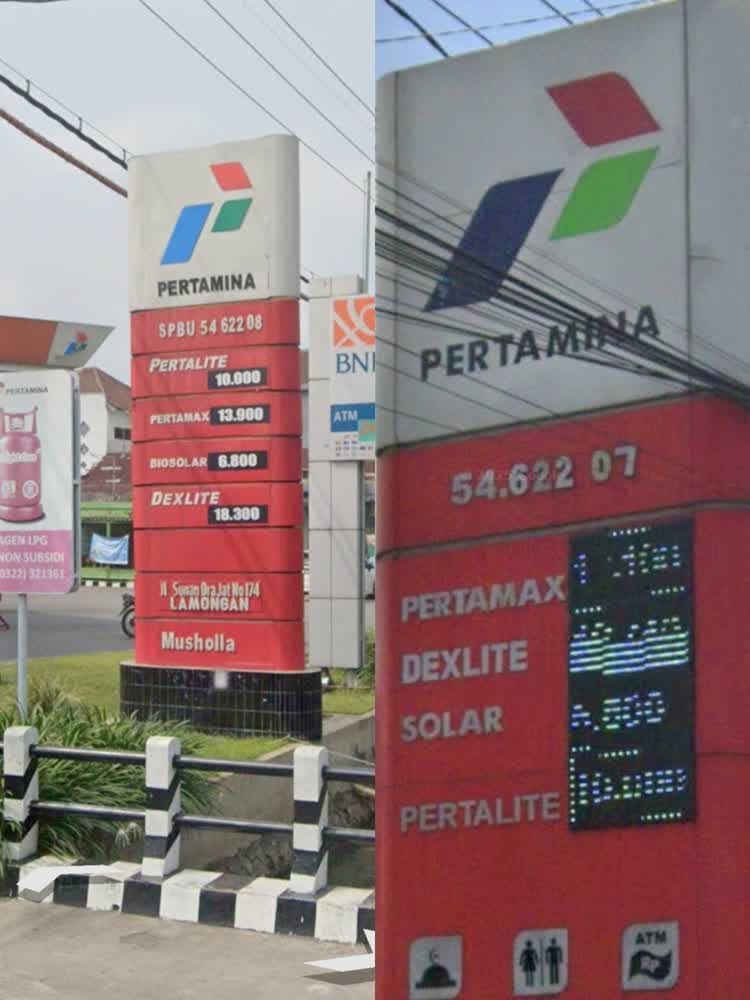 PERTAMINA
SPBU 54 622 08
PERTALITE
10.000
PERTAMAX 13.900
BIOSOLAR 6.800
DEXLITE
18.300
Jl. Sunan Drajat No 174
LAMONGAN
Musholla
PERTAMINA
AGEN LPG
NON SUBSIDI
(0322) 321361
BNI
ATM
PERTAMINA
54.622 07
PERTAMAX
DEXLITE
SOLAR
PERTALITE
ATM
Rp